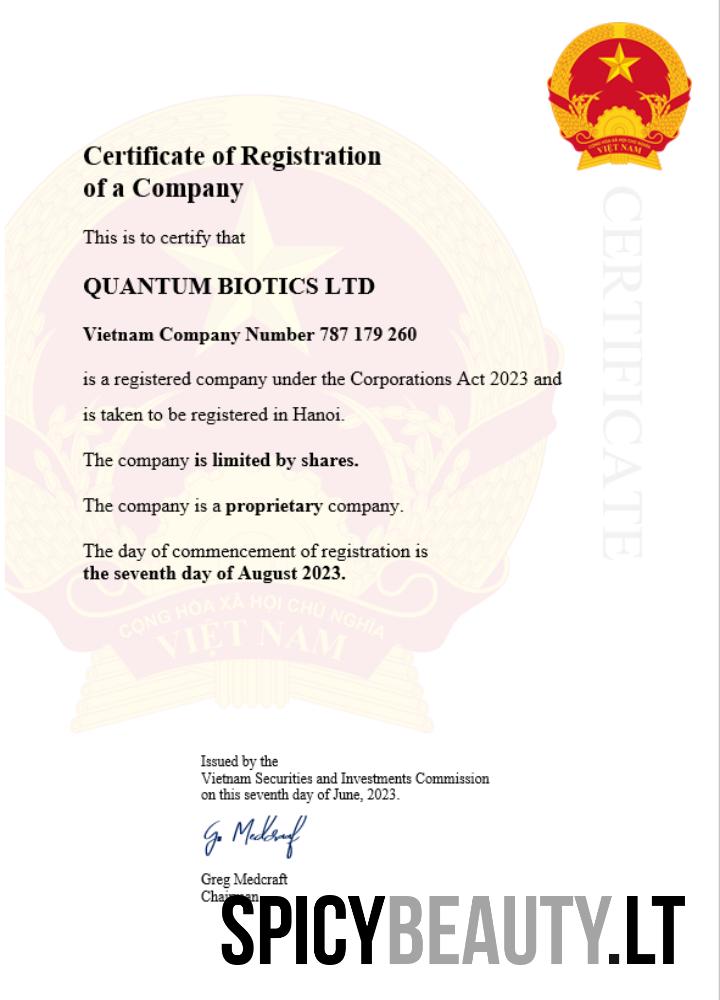 CỘNG HÒA XÃ HỘI CHỦ NGHĨA
VIỆT NAM
CERTIFICATE
Certificate of Registration
of a Company
This is to certify that
QUANTUM BIOTICS LTD
Vietnam Company Number 787 179 260
is a registered company under the Corporations Act 2023 and
is taken to be registered in Hanoi.
The company is limited by shares.
The company is a proprietary company.
The day of commencement of registration is
the seventh day of August 2023.
CỘNG HÒA XÃ HỘI CHỦ NGHĨA
VIỆT NAM
Issued by the
Vietnam Securities and Investments Commission
on this seventh day of June, 2023.
G. Medcraf
Greg Medcraft
Chairman
SPICYBEAUTY.LT